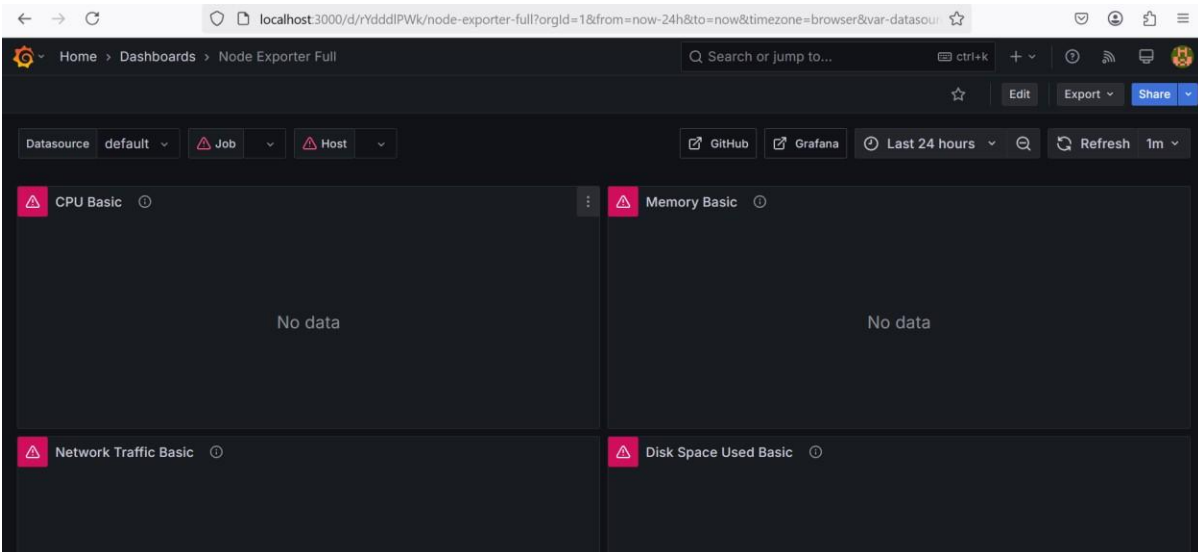 localhost:3000/d/rYdddlPWk/node-exporter-full?orgId=1&from=now-24h&to=now&timezone=browser&var-datasour
Home > Dashboards > Node Exporter Full
Search or jump to...
ctrl+k
Edit
Export
Share
Datasource default
Job
Host
GitHub
Grafana
Last 24 hours
Refresh 1m
CPU Basic
Memory Basic
No data
No data
Network Traffic Basic
Disk Space Used Basic